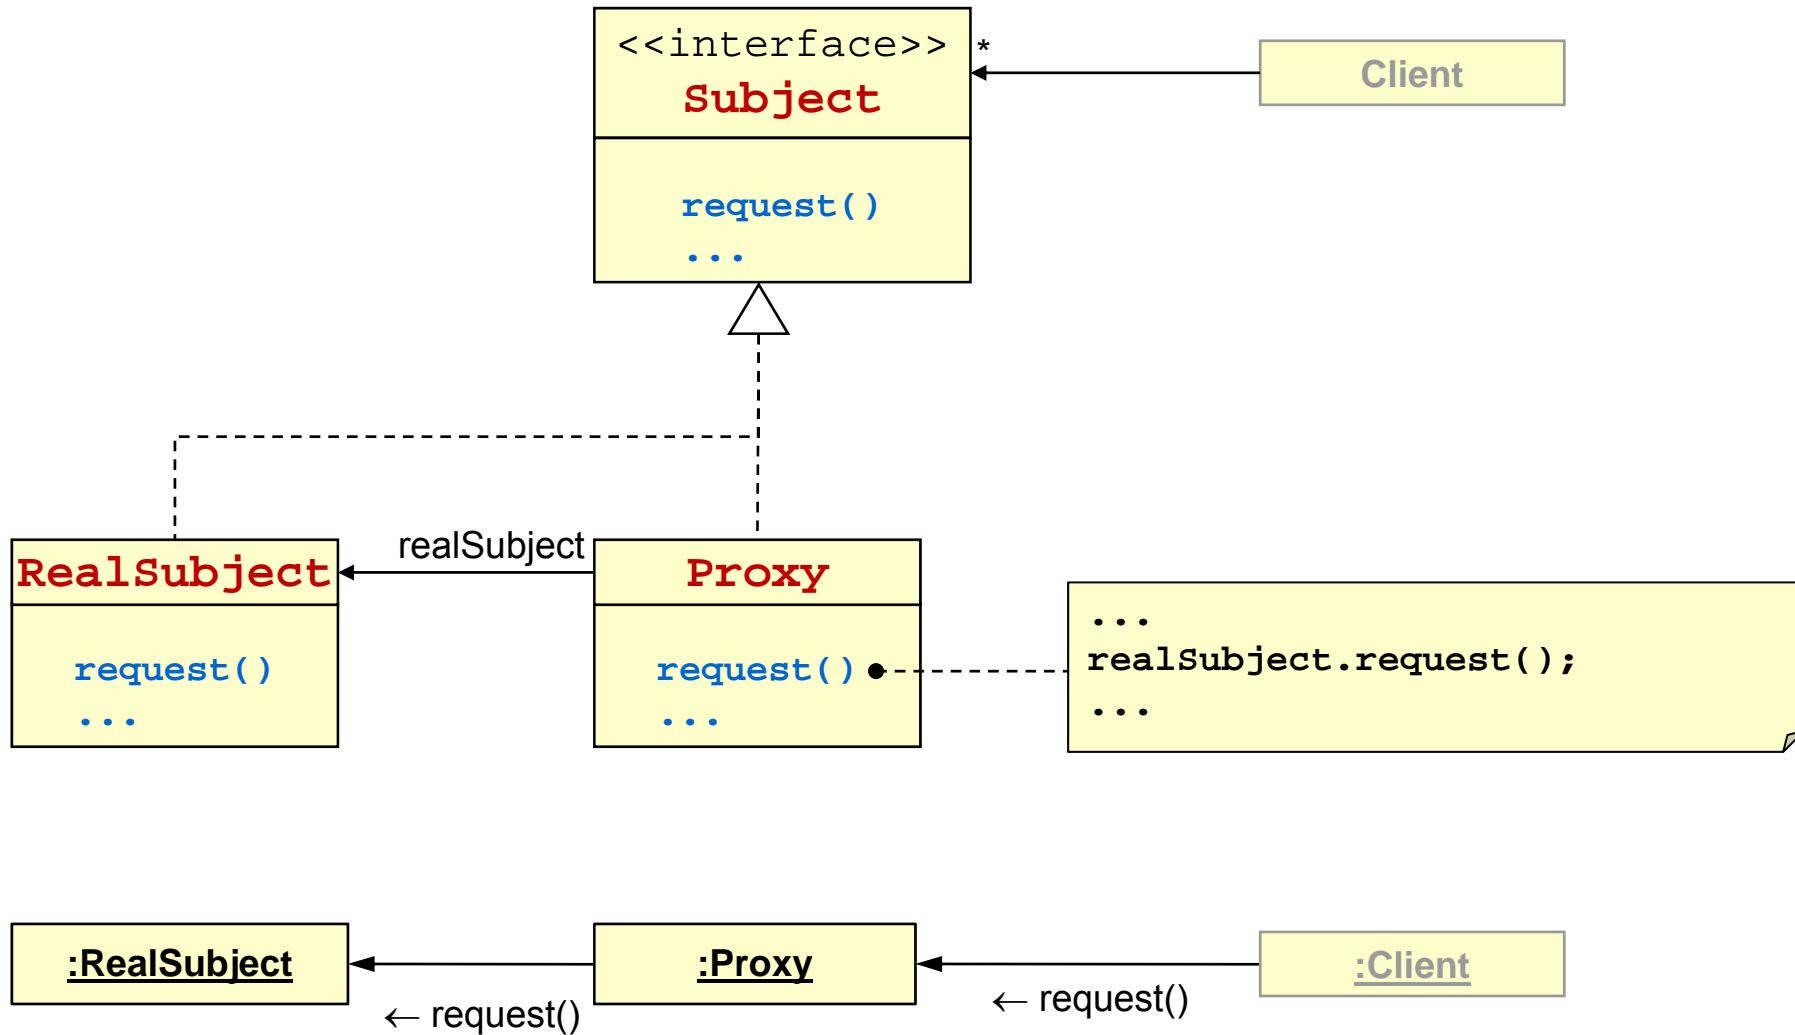 <<interface>>
Subject
*
Client
request()
...
realSubject
RealSubject
Proxy
request()
...
request()
...
...
realSubject.request();
...
:RealSubject
:Proxy
:Client
← request()
← request()